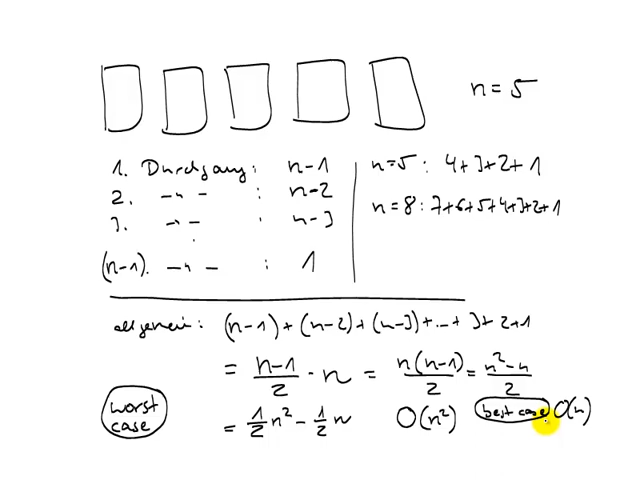 n = 5
1. Durchgang: n-1
2. -"- : n-2
3. -"- : n-3
(n-1). -"- : 1
n=5: 4+3+2+1
n=8: 7+6+5+4+3+2+1
allgemein: (n-1)+(n-2)+(n-3)+...+3+2+1
= n-1/2 · n = n(n-1)/2 = n²-n/2
worst case
= 1/2 n² - 1/2 n O(n²) best case O(n)